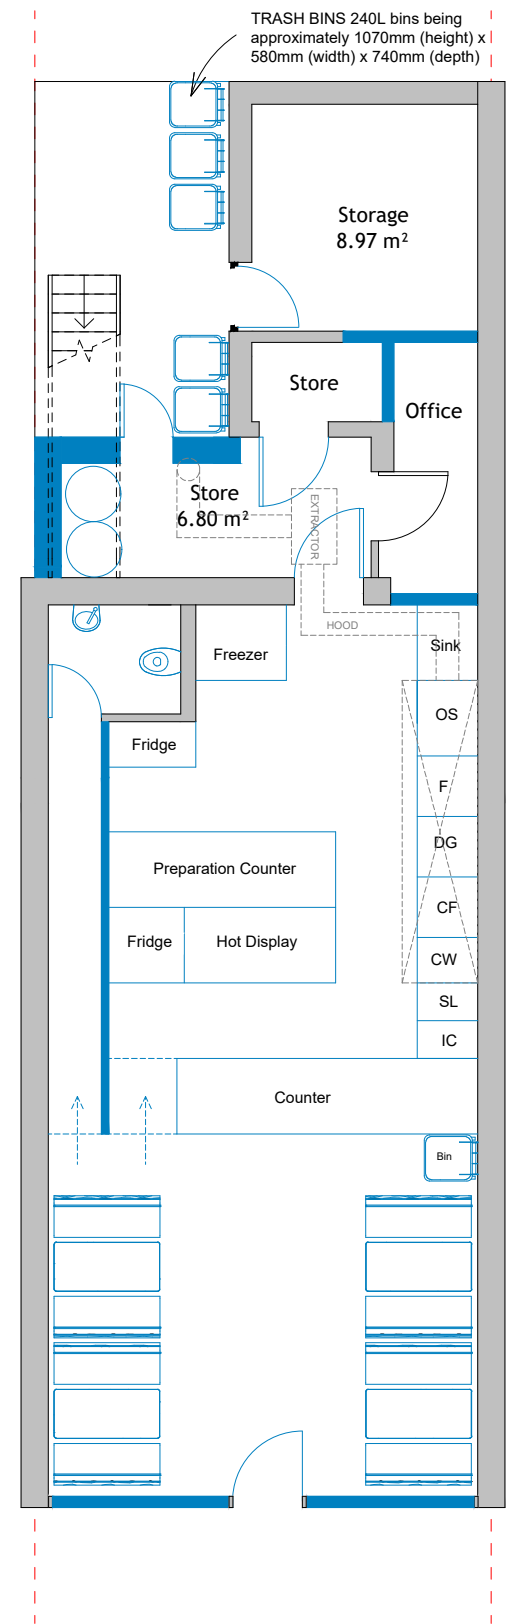 TRASH BINS 240L bins being
approximately 1070mm (height) x
580mm (width) x 740mm (depth)
Storage
8.97 m²
Store
Office
Store
6.80 m²
EXTRACTOR
HOOD
Sink
Freezer
OS
Fridge
F
DG
Preparation Counter
CF
Fridge
Hot Display
CW
SL
IC
Counter
Bin